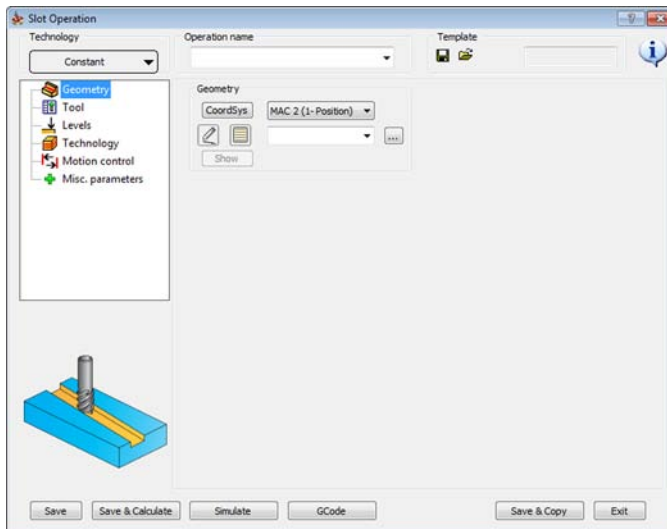 Slot Operation
Technology
Operation name
Template
Constant
Geometry
Tool
Levels
Technology
Motion control
Misc. parameters
Geometry
CoordSys
MAC 2 (1- Position)
...
Show
Save
Save & Calculate
Simulate
GCode
Save & Copy
Exit